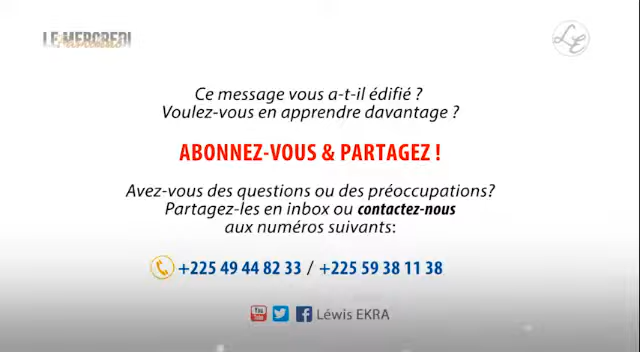 LE MERCREDI
LE
Ce message vous a-t-il édifié ?
Voulez-vous en apprendre davantage ?
ABONNEZ-VOUS & PARTAGEZ !
Avez-vous des questions ou des préoccupations?
Partagez-les en inbox ou contactez-nous
aux numéros suivants:
+225 49 44 82 33 / +225 59 38 11 38
Léwis EKRA